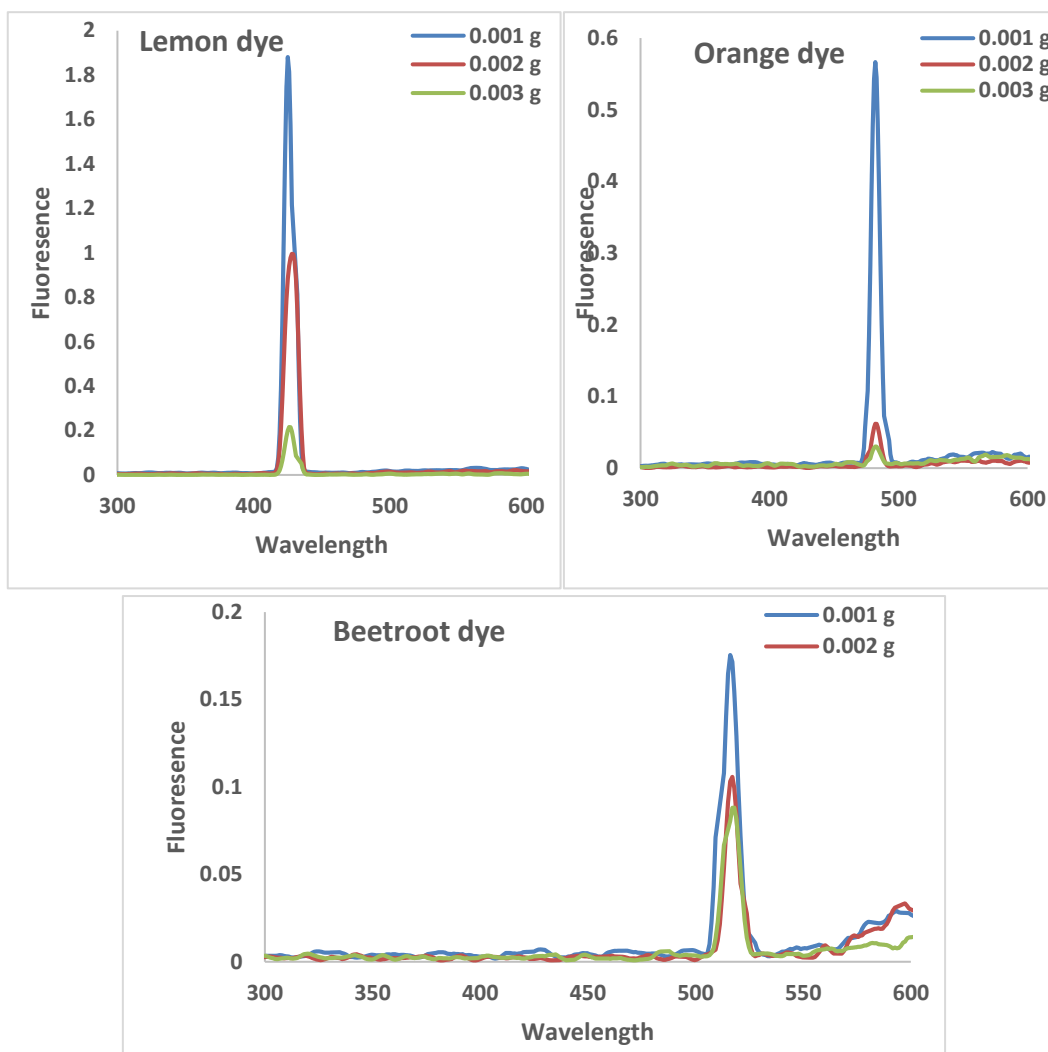 Lemon dye
0.001 g
0.002 g
0.003 g
2
1.8
1.6
1.4
1.2
1
0.8
0.6
0.4
0.2
0
Fluoresence
300
400
500
600
Wavelength
Orange dye
0.001 g
0.002 g
0.003 g
0.6
0.5
0.4
0.3
0.2
0.1
0
Fluoresence
300
400
500
600
Wavelength
Beetroot dye
0.001 g
0.002 g
0.2
0.15
0.1
0.05
0
Fluoresence
300
350
400
450
500
550
600
Wavelength